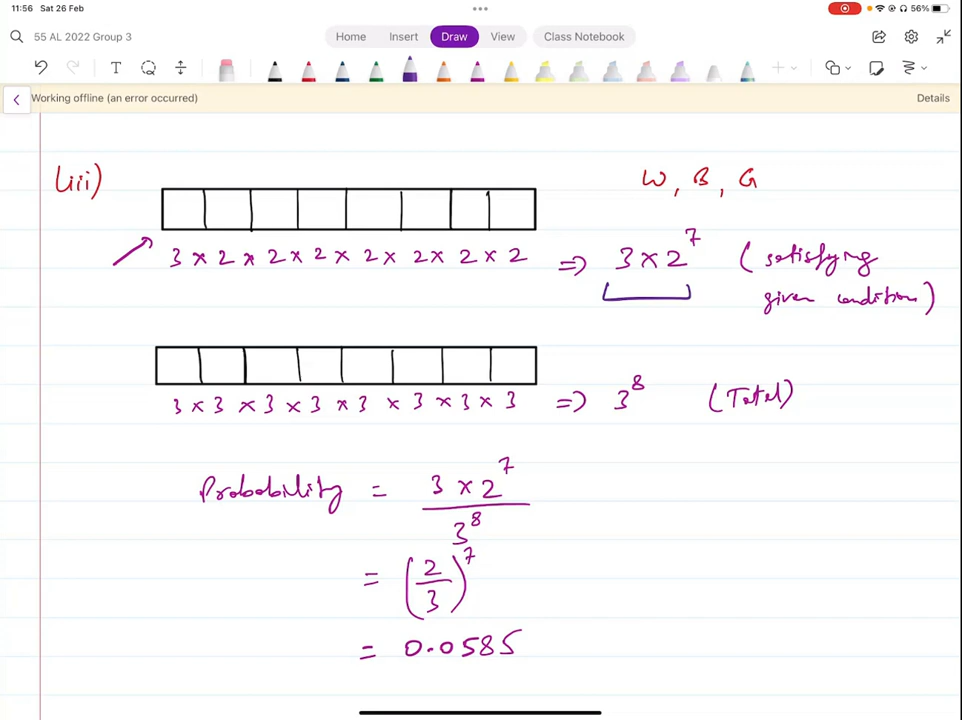 11:56 Sat 26 Feb 56%
55 AL 2022 Group 3 Home Insert Draw View Class Notebook
T
Working offline (an error occurred) Details
(iii) W, B, G
3 × 2 × 2 × 2 × 2 × 2 × 2 × 2 => 3 × 2^7 (satisfying
given condition)
3 × 3 × 3 × 3 × 3 × 3 × 3 × 3 => 3^8 (Total)
Probability = 3 × 2^7 / 3^8
= (2/3)^7
= 0.0585